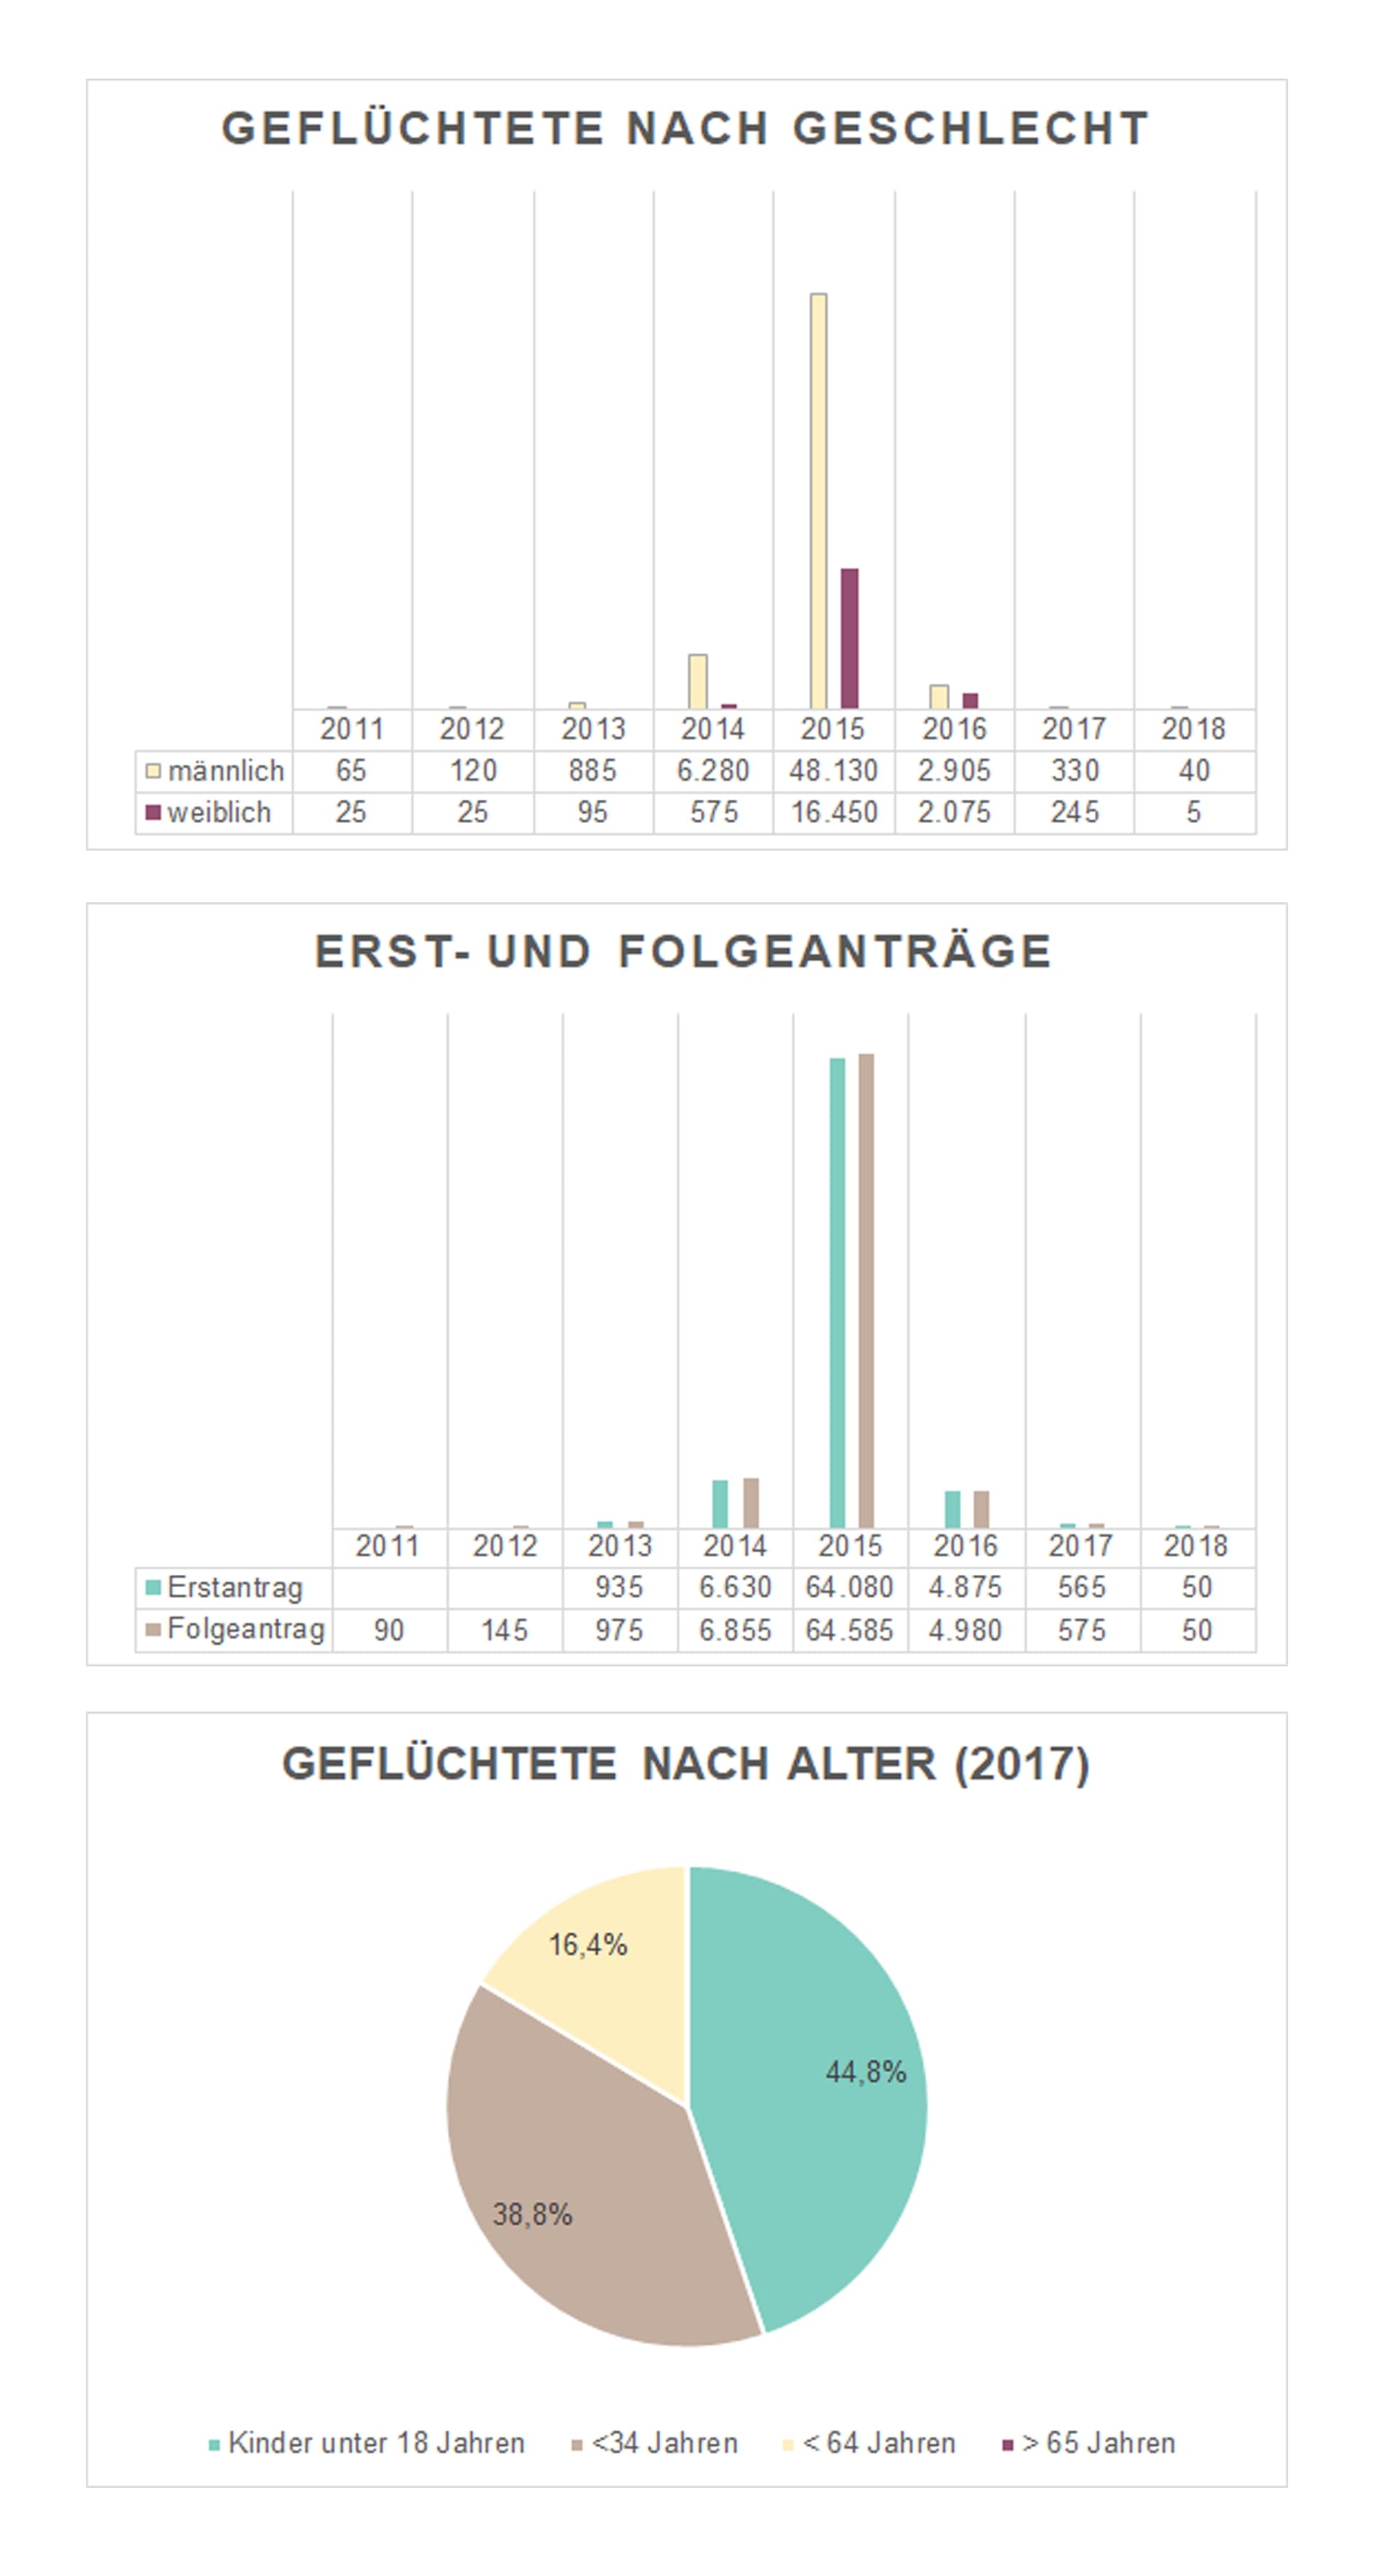 GEFLÜCHTETE NACH GESCHLECHT
2011 2012 2013 2014 2015 2016 2017 2018
männlich 65 120 885 6.280 48.130 2.905 330 40
weiblich 25 25 95 575 16.450 2.075 245 5
ERST- UND FOLGEANTRÄGE
2011 2012 2013 2014 2015 2016 2017 2018
Erstantrag 935 6.630 64.080 4.875 565 50
Folgeantrag 90 145 975 6.855 64.585 4.980 575 50
GEFLÜCHTETE NACH ALTER (2017)
16,4%
44,8%
38,8%
Kinder unter 18 Jahren <34 Jahren < 64 Jahren > 65 Jahren